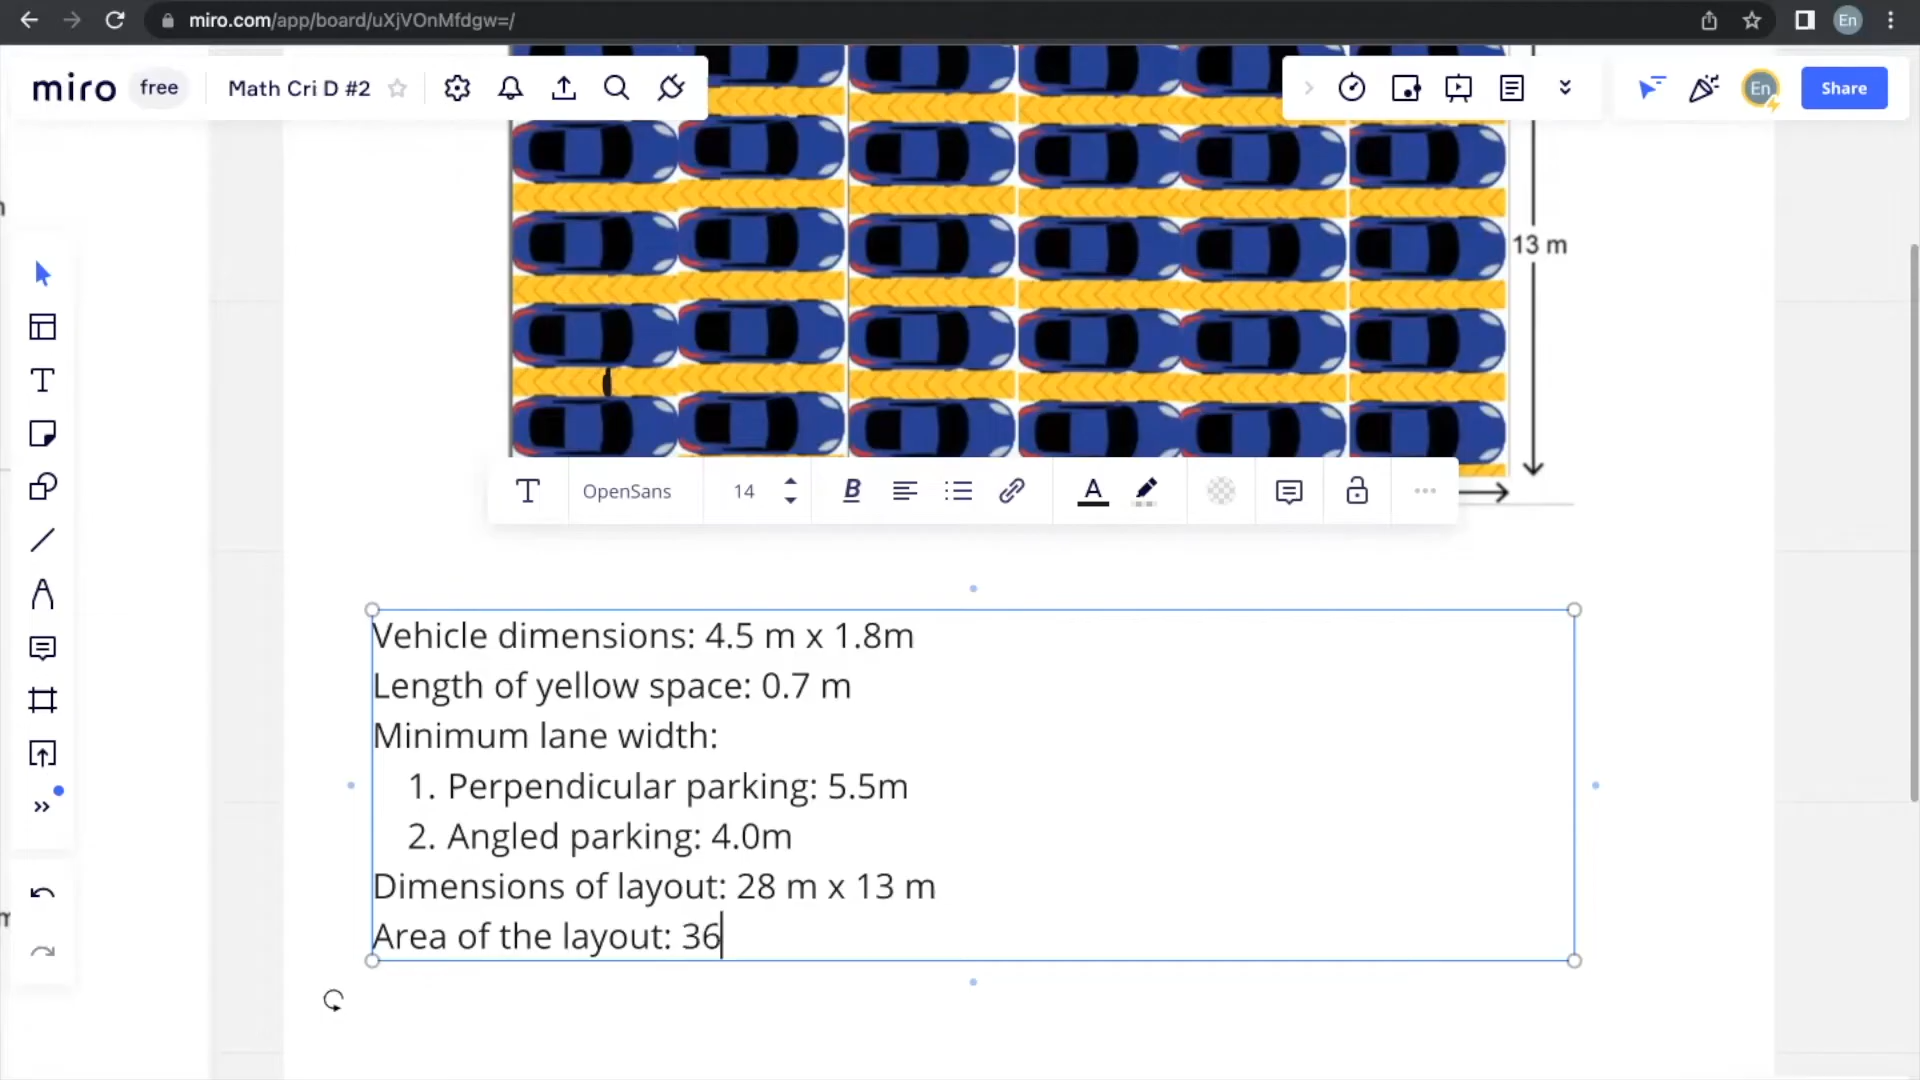 miro.com/app/board/uXjVOnMfdgw=/
En
miro
free
Math Cri D #2
En
Share
13 m
OpenSans
14
B
A
Vehicle dimensions: 4.5 m x 1.8m
Length of yellow space: 0.7 m
Minimum lane width:
1. Perpendicular parking: 5.5m
2. Angled parking: 4.0m
Dimensions of layout: 28 m x 13 m
Area of the layout: 36